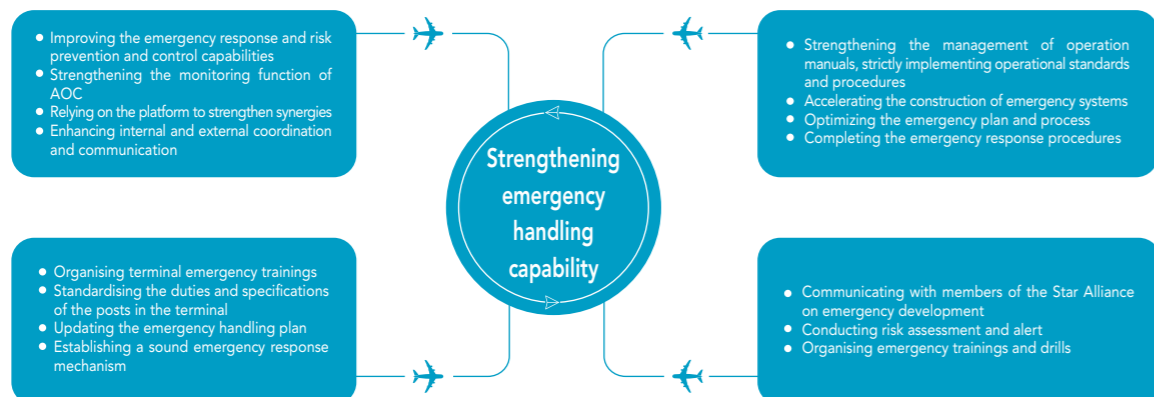 ● Improving the emergency response and risk
prevention and control capabilities
● Strengthening the monitoring function of
AOC
● Relying on the platform to strengthen synergies
● Enhancing internal and external coordination
and communication
● Strengthening the management of operation
manuals, strictly implementing operational standards
and procedures
● Accelerating the construction of emergency systems
● Optimizing the emergency plan and process
● Completing the emergency response procedures
Strengthening
emergency
handling
capability
● Organising terminal emergency trainings
● Standardising the duties and specifications
of the posts in the terminal
● Updating the emergency handling plan
● Establishing a sound emergency response
mechanism
● Communicating with members of the Star Alliance
on emergency development
● Conducting risk assessment and alert
● Organising emergency trainings and drills